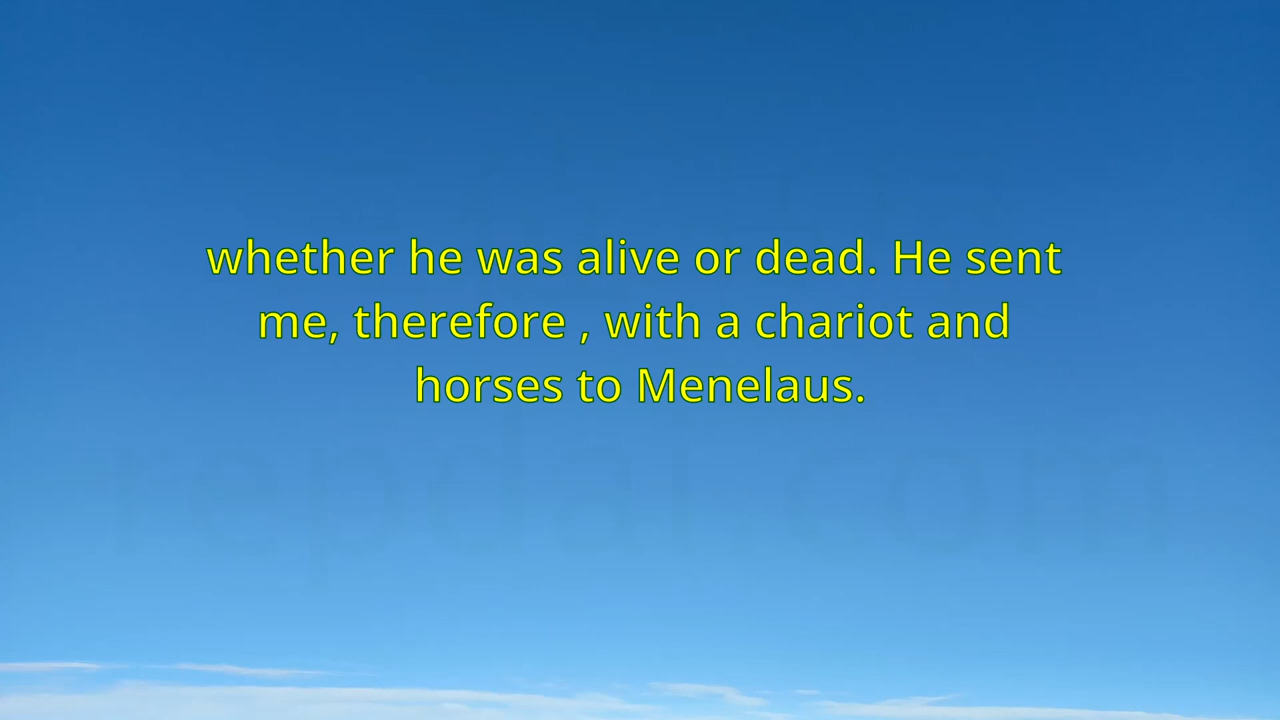 whether he was alive or dead. He sent
me, therefore , with a chariot and
horses to Menelaus.